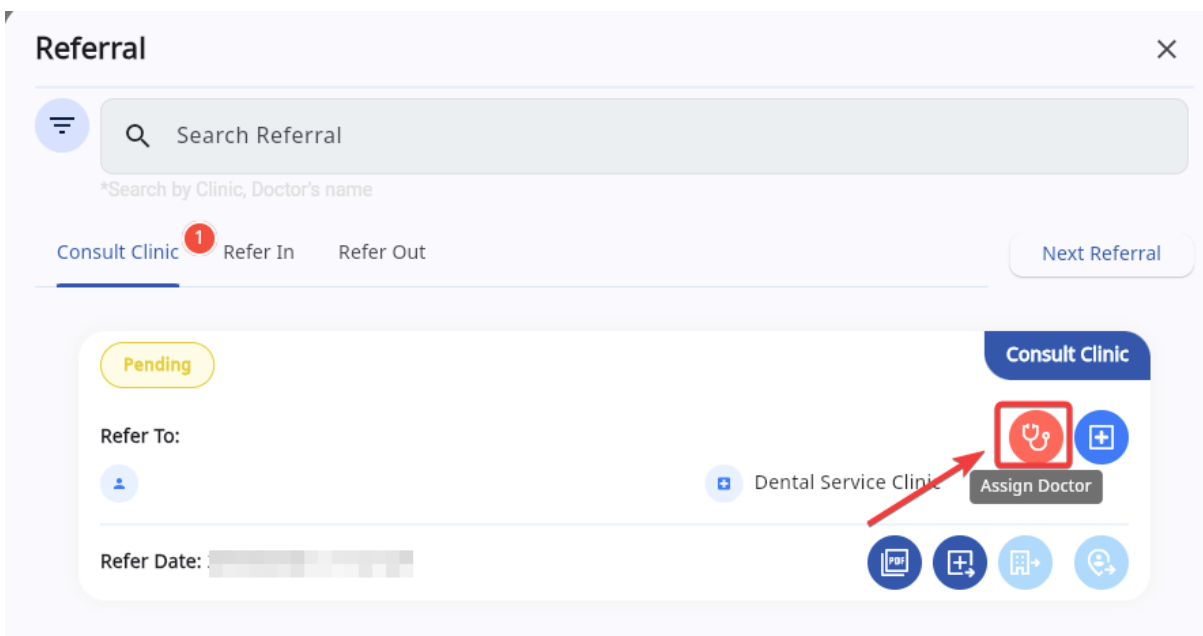 Referral
Search Referral
*Search by Clinic, Doctor's name
Consult Clinic 1 Refer In Refer Out Next Referral
Pending Consult Clinic
Refer To:
Dental Service Clinic Assign Doctor
Refer Date:
PDF